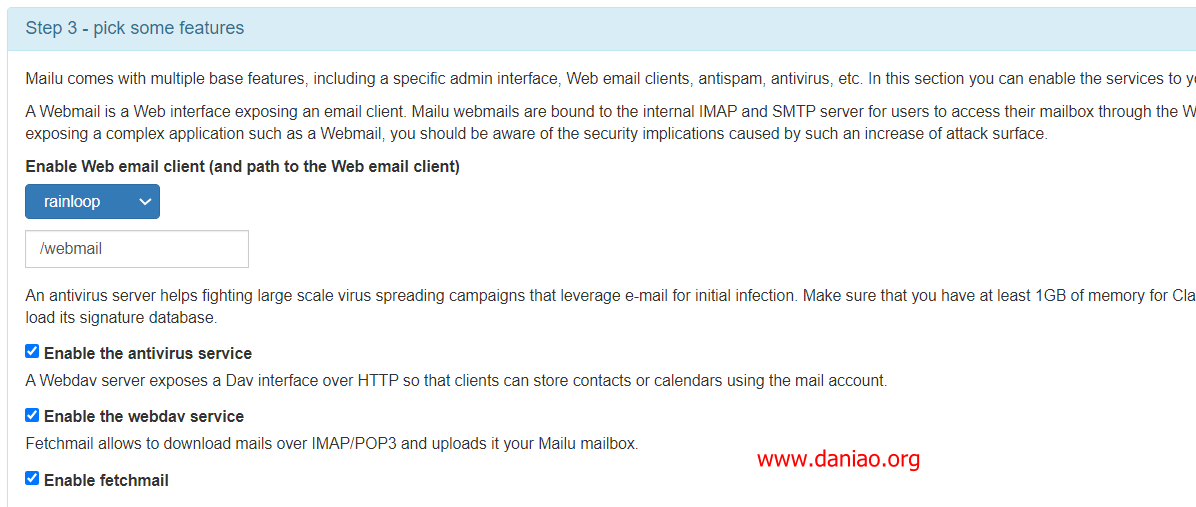 Step 3 - pick some features
Mailu comes with multiple base features, including a specific admin interface, Web email clients, antispam, antivirus, etc. In this section you can enable the services to
A Webmail is a Web interface exposing an email client. Mailu webmails are bound to the internal IMAP and SMTP server for users to access their mailbox through the
exposing a complex application such as a Webmail, you should be aware of the security implications caused by such an increase of attack surface.
Enable Web email client (and path to the Web email client)
rainloop
/webmail
An antivirus server helps fighting large scale virus spreading campaigns that leverage e-mail for initial infection. Make sure that you have at least 1GB of memory for
load its signature database.
Enable the antivirus service
A Webdav server exposes a Dav interface over HTTP so that clients can store contacts or calendars using the mail account.
Enable the webdav service
Fetchmail allows to download mails over IMAP/POP3 and uploads it your Mailu mailbox.
www.daniao.org
Enable fetchmail